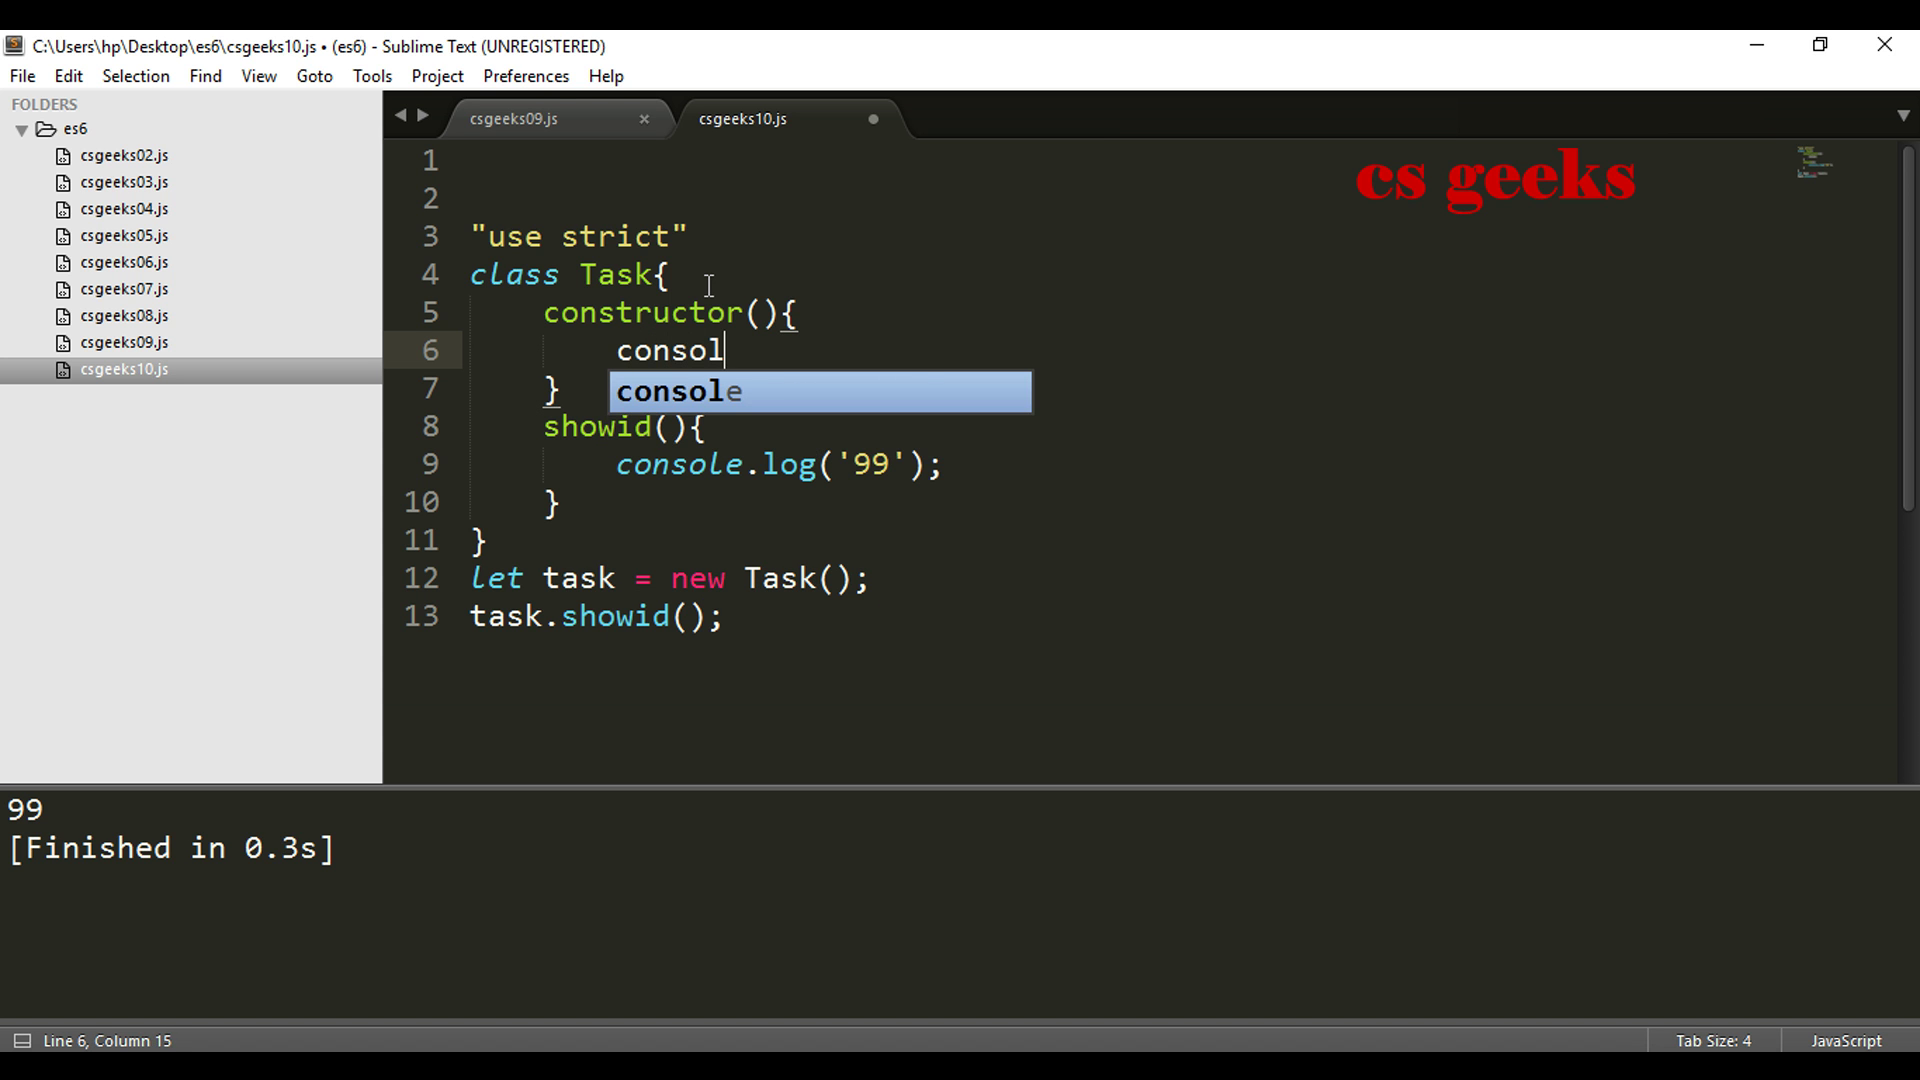 C:\Users\hp\Desktop\es6\csgeeks10.js • (es6) - Sublime Text (UNREGISTERED)
File Edit Selection Find View Goto Tools Project Preferences Help
FOLDERS
es6
csgeeks02.js
csgeeks03.js
csgeeks04.js
csgeeks05.js
csgeeks06.js
csgeeks07.js
csgeeks08.js
csgeeks09.js
csgeeks10.js
csgeeks09.js × csgeeks10.js
cs geeks
1
2
3 "use strict"
4 class Task{
5 constructor(){
6 consol
console
7 }
8 showid(){
9 console.log('99');
10 }
11 }
12 let task = new Task();
13 task.showid();
99
[Finished in 0.3s]
Line 6, Column 15 Tab Size: 4 JavaScript